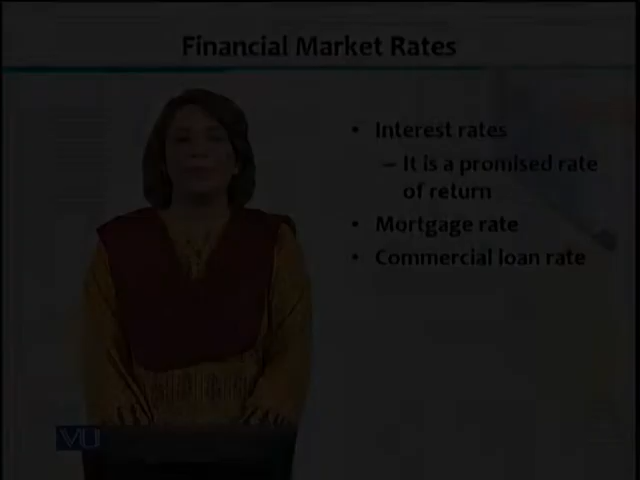 Financial Market Rates
• Interest rates
– It is a promised rate
of return
• Mortgage rate
• Commercial loan rate
VU